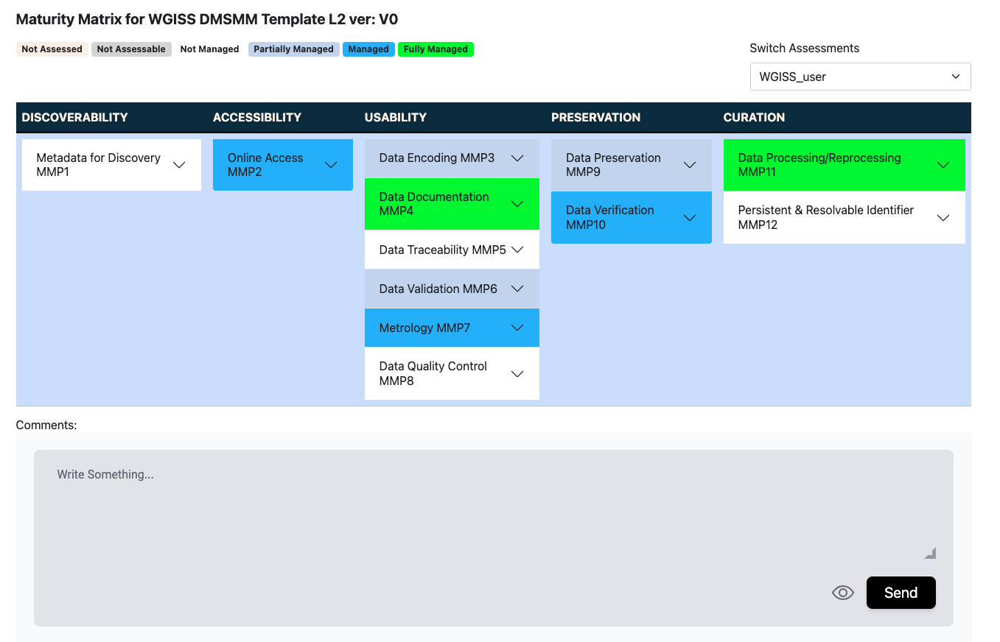 Maturity Matrix for WGISS DMSMM Template L2 ver: V0
Not Assessed Not Assessable Not Managed Partially Managed Managed Fully Managed
Switch Assessments
WGISS_user
DISCOVERABILITY ACCESSIBILITY USABILITY PRESERVATION CURATION
Metadata for Discovery
MMP1
Online Access
MMP2
Data Encoding MMP3
Data Documentation
MMP4
Data Traceability MMP5
Data Validation MMP6
Metrology MMP7
Data Quality Control
MMP8
Data Preservation
MMP9
Data Verification
MMP10
Data Processing/Reprocessing
MMP11
Persistent & Resolvable Identifier
MMP12
Comments:
Write Something...
Send